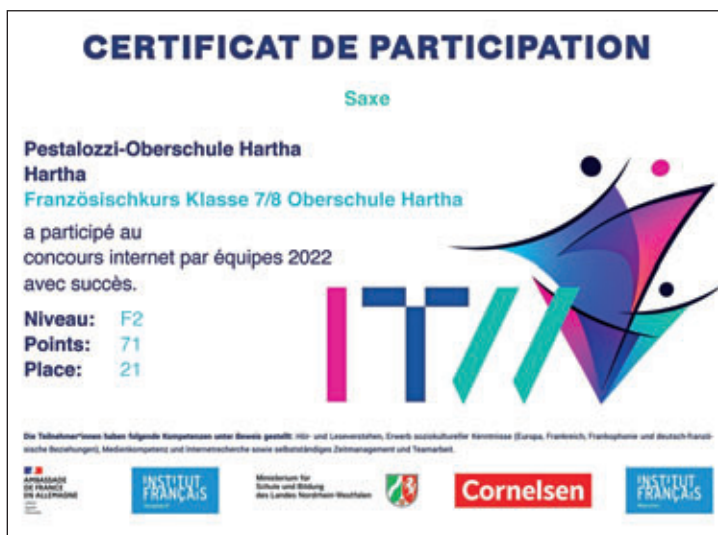 CERTIFICAT DE PARTICIPATION
Saxe
Pestalozzi-Oberschule Hartha
Hartha
Französischkurs Klasse 7/8 Oberschule Hartha
a participé au
concours internet par équipes 2022
avec succès.
Niveau: F2
Points: 71
Place: 21
ITW
Die Teilnehmer*innen haben folgende Kompetenzen unter Beweis gestellt: Hör- und Leseverstehen, Erwerb soziokultureller Kenntnisse (Europa, Frankreich, Frankophonie und deutsch-franzö-
sische Beziehungen), Medienkompetenz und Internetrecherche sowie selbstständiges Zeitmanagement und Teamarbeit.
AMBASSADE
DE FRANCE
EN ALLEMAGNE
INSTITUT
FRANÇAIS
Ministerium für
Schule und Bildung
des Landes Nordrhein-Westfalen
Cornelsen
INSTITUT
FRANÇAIS